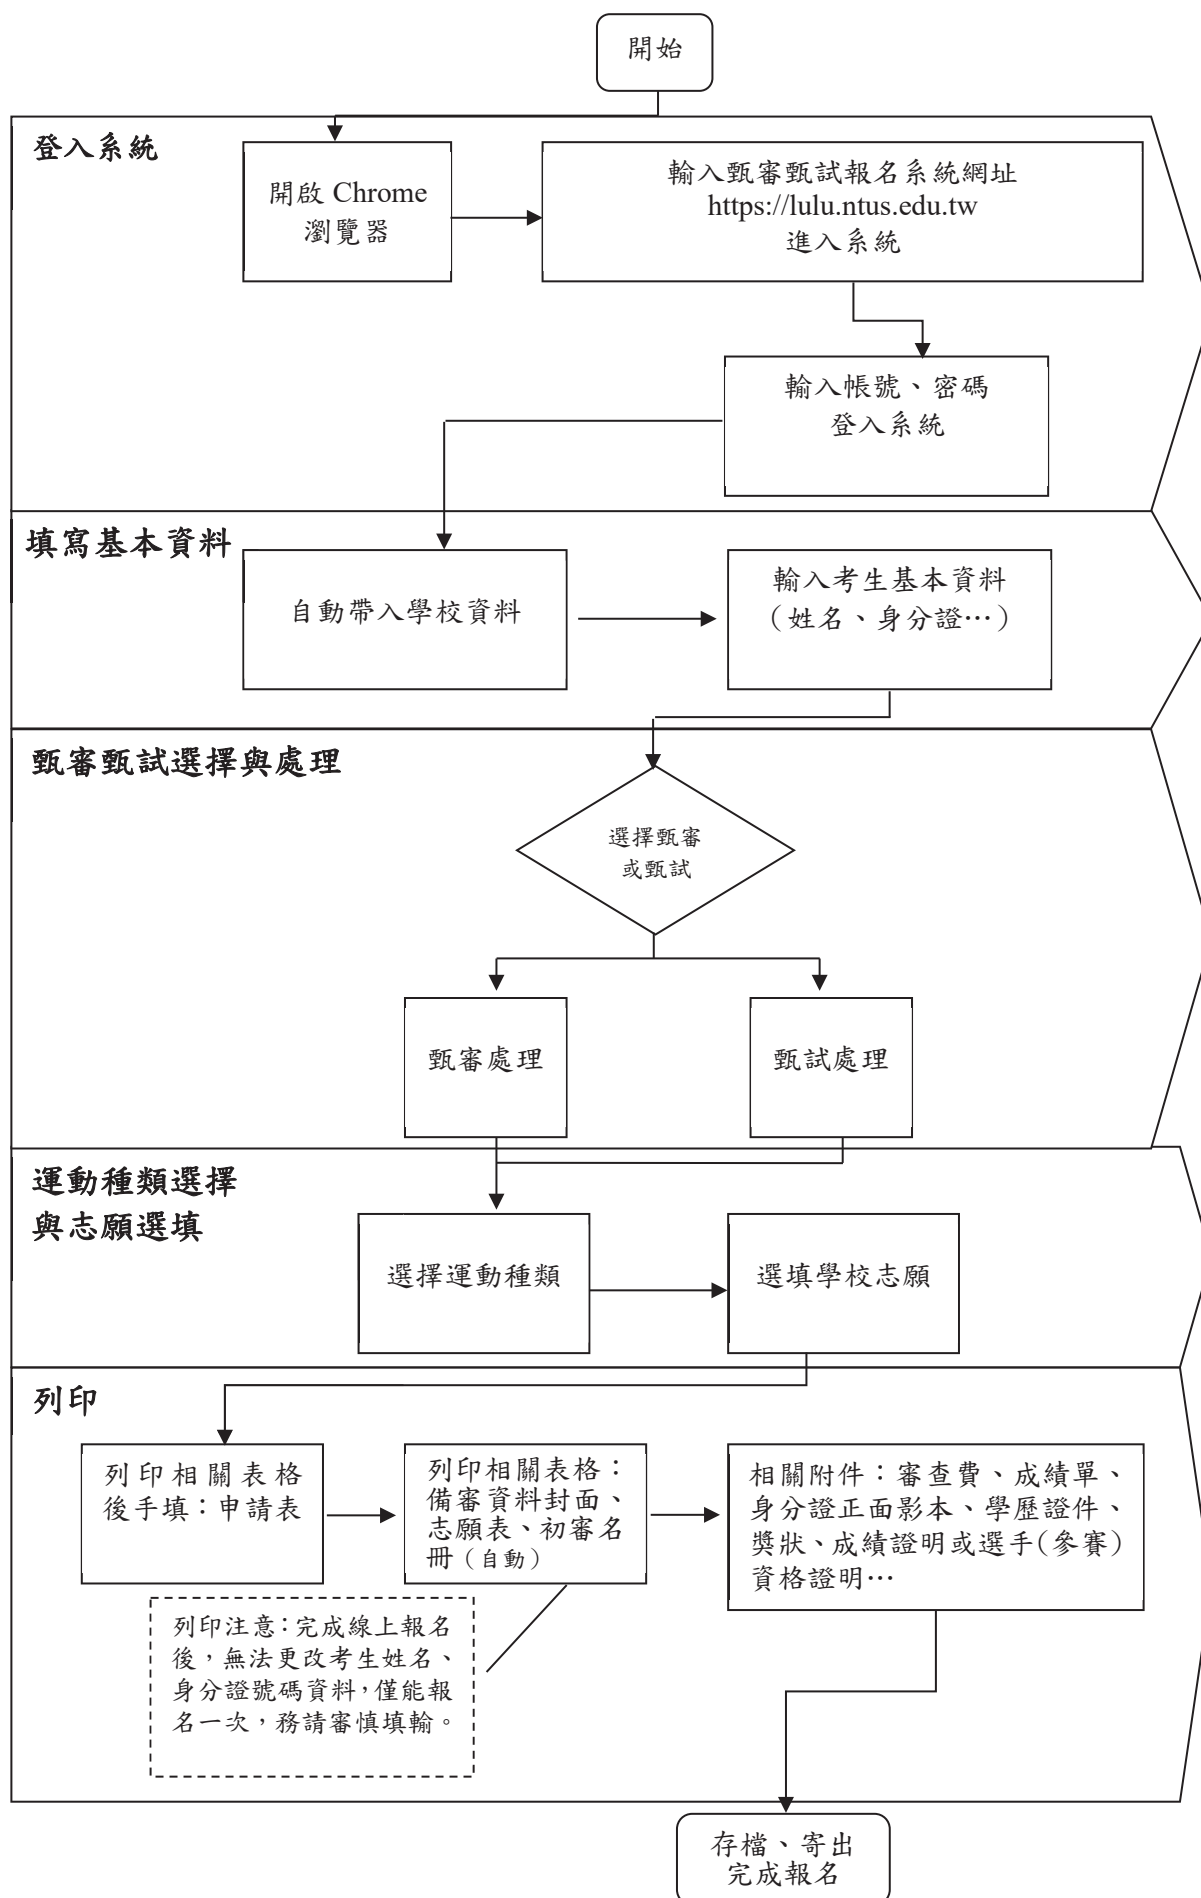 開始
登入系統
開啟 Chrome
瀏覽器
輸入甄審甄試報名系統網址
https://lulu.ntus.edu.tw
進入系統
輸入帳號、密碼
登入系統
填寫基本資料
自動帶入學校資料
輸入考生基本資料
（姓名、身分證…）
甄審甄試選擇與處理
選擇甄審
或甄試
甄審處理
甄試處理
運動種類選擇
與志願選填
選擇運動種類
選填學校志願
列印
列印相關表格
後手填：申請表
列印相關表格：
備審資料封面、
志願表、初審名
冊（自動）
相關附件：審查費、成績單、
身分證正面影本、學歷證件、
獎狀、成績證明或選手(參賽)
資格證明…
列印注意：完成線上報名
後，無法更改考生姓名、
身分證號碼資料，僅能報
名一次，務請審慎填輸。
存檔、寄出
完成報名